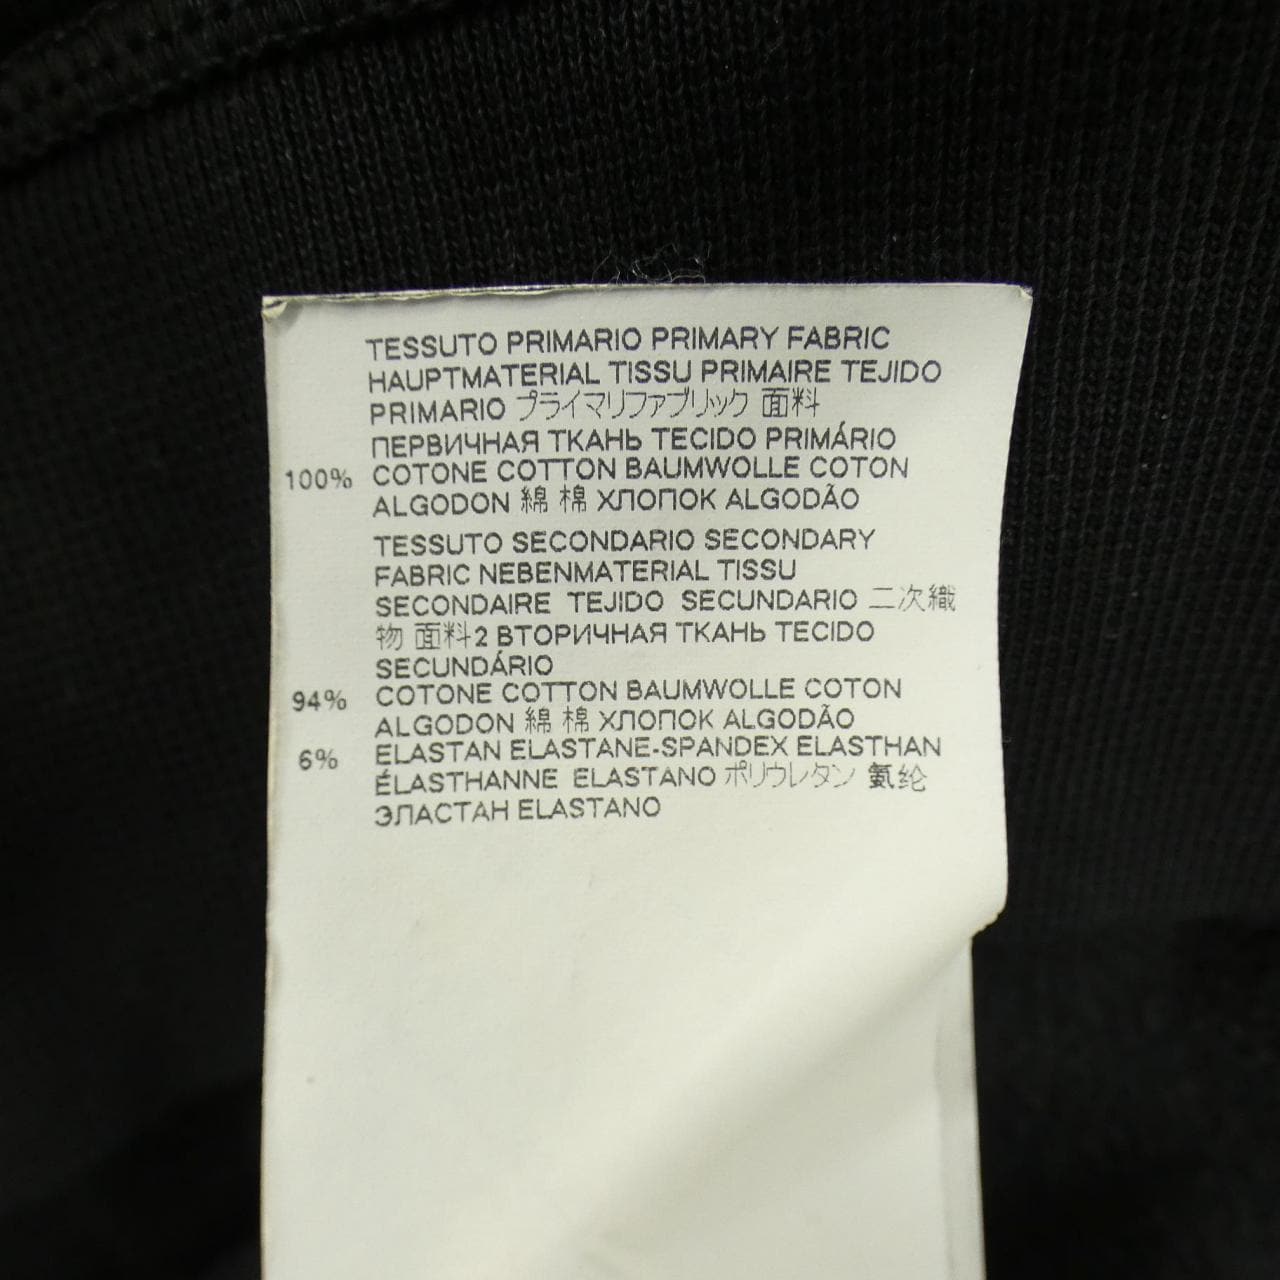 TESSUTO PRIMARIO PRIMARY FABRIC
HAUPTMATERIAL TISSU PRIMAIRE TEJIDO
PRIMARIO プライマリファブリック 面料
ПЕРВИЧНАЯ ТКАНЬ TECIDO PRIMÁRIO
100% COTONE COTTON BAUMWOLLE COTON
ALGODON 綿 棉 ХЛОПОК ALGODÃO
TESSUTO SECONDARIO SECONDARY
FABRIC NEBENMATERIAL TISSU
SECONDAIRE TEJIDO SECUNDARIO 二次織
物 面料2 ВТОРИЧНАЯ ТКАНЬ TECIDO
SECUNDÁRIO
94% COTONE COTTON BAUMWOLLE COTON
ALGODON 綿 棉 ХЛОПОК ALGODÃO
6% ELASTAN ELASTANE-SPANDEX ELASTHAN
ÉLASTHANNE ELASTANO ポリウレタン 氨纶
ЭЛАСТАН ELASTANO